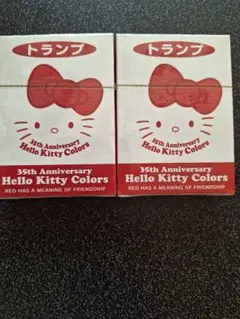 トランプ
35th Anniversary
Hello Kitty Colors
35th Anniversary
Hello Kitty Colors
RED HAS A MEANING OF FRIENDSHIP
トランプ
35th Anniversary
Hello Kitty Colors
35th Anniversary
Hello Kitty Colors
RED HAS A MEANING OF FRIENDSHIP